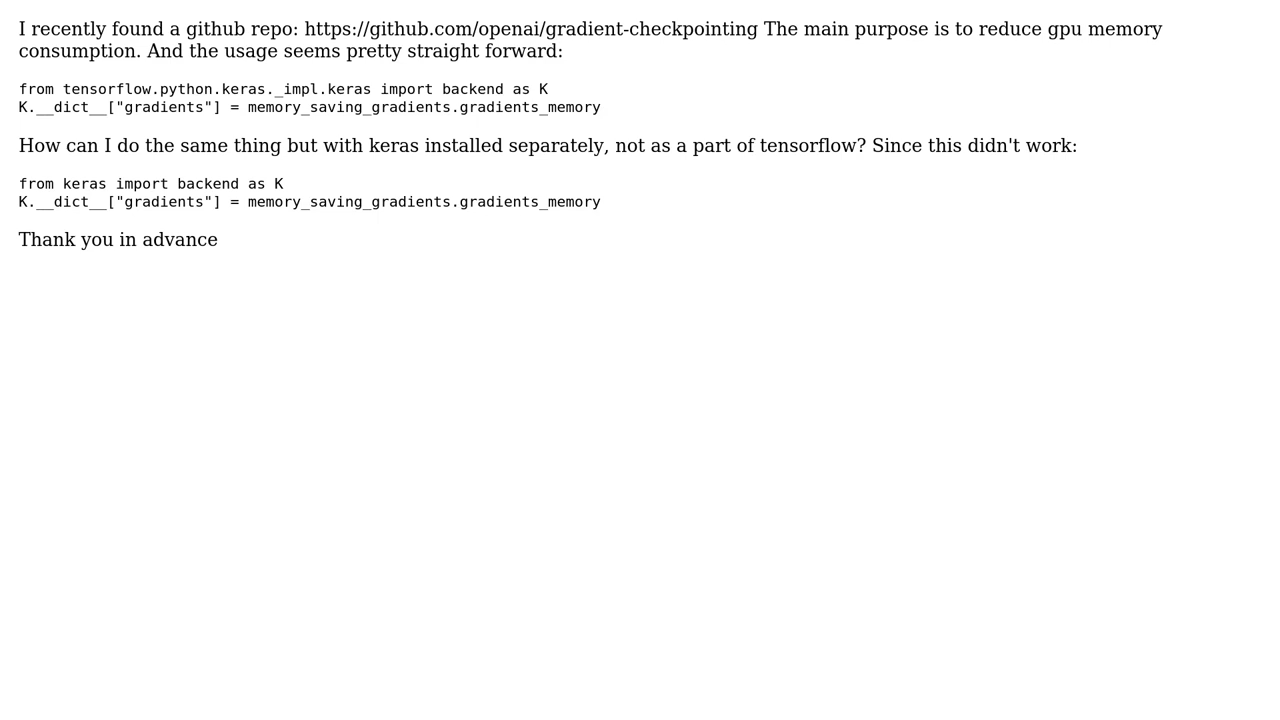 I recently found a github repo: https://github.com/openai/gradient-checkpointing The main purpose is to reduce gpu memory
consumption. And the usage seems pretty straight forward:
from tensorflow.python.keras._impl.keras import backend as K
K.__dict__["gradients"] = memory_saving_gradients.gradients_memory
How can I do the same thing but with keras installed separately, not as a part of tensorflow? Since this didn't work:
from keras import backend as K
K.__dict__["gradients"] = memory_saving_gradients.gradients_memory
Thank you in advance